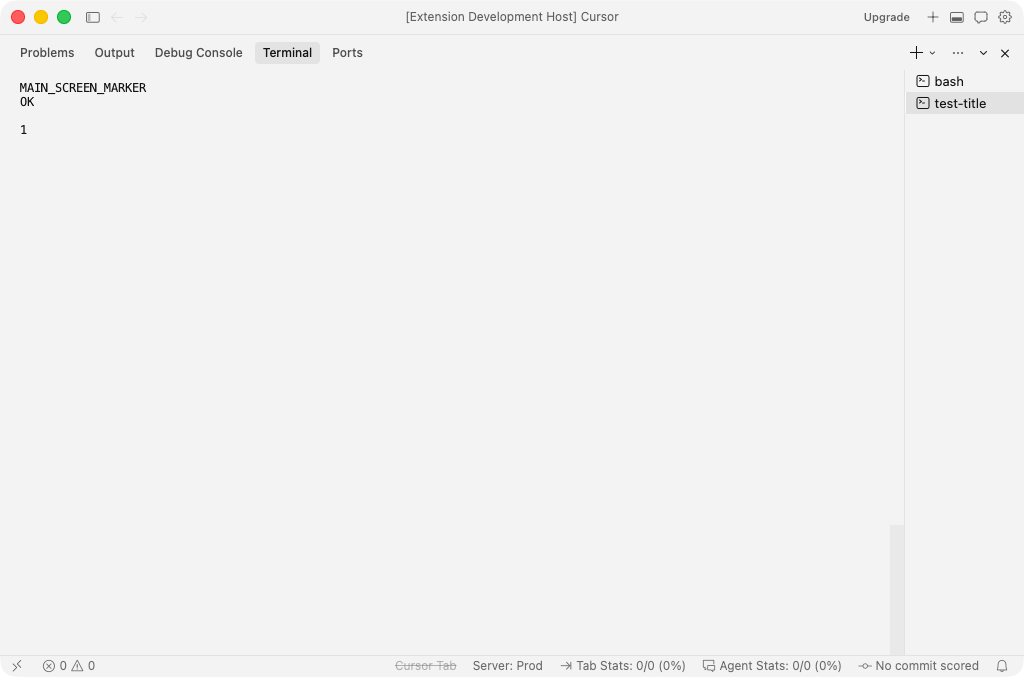 [Extension Development Host] Cursor
Upgrade
Problems Output Debug Console Terminal Ports
MAIN_SCREEN_MARKER
OK
1
bash
test-title
0 0 Cursor Tab Server: Prod Tab Stats: 0/0 (0%) Agent Stats: 0/0 (0%) No commit scored